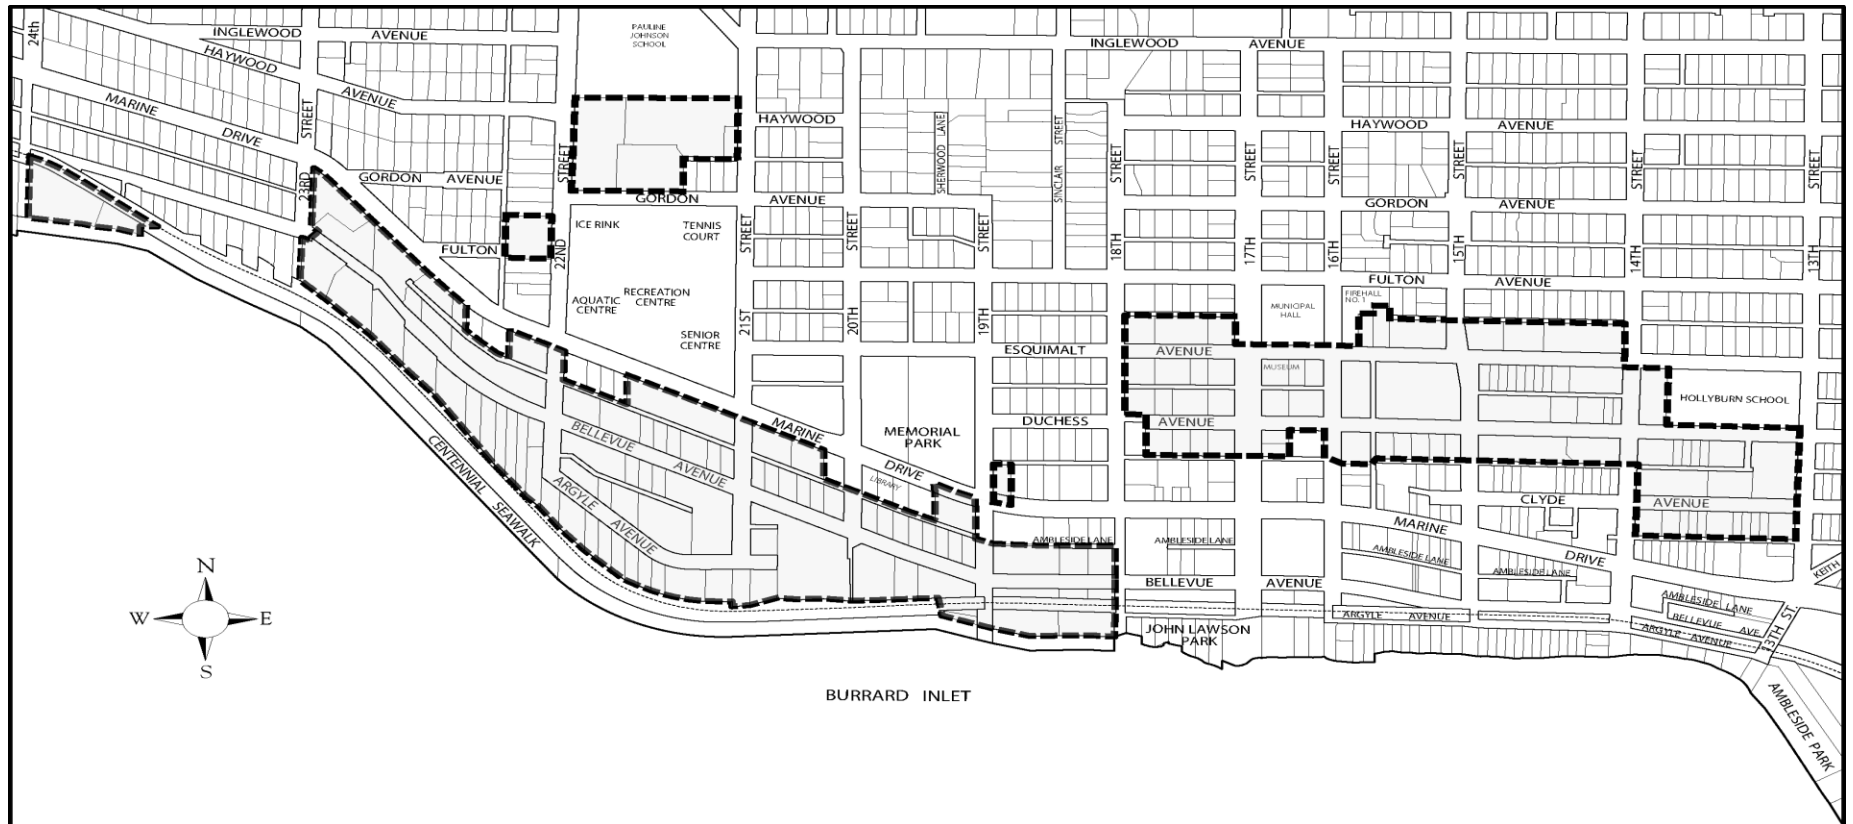 24th
INGLEWOOD AVENUE
PAULINE
JOHNSON
SCHOOL
INGLEWOOD AVENUE
HAYWOOD
AVENUE
MARINE
DRIVE
STREET
23RD
HAYWOOD
HAYWOOD AVENUE
SHERWOOD LANE
SINCLAIR STREET
GORDON AVENUE
STREET
22ND
GORDON
AVENUE
GORDON AVENUE
ICE RINK
TENNIS
COURT
STREET
21ST
STREET
20TH
STREET
19TH
STREET
18TH
STREET
17TH
STREET
16TH
STREET
15TH
STREET
14TH
STREET
13TH
FULTON
FULTON AVENUE
AQUATIC
CENTRE
RECREATION
CENTRE
SENIOR
CENTRE
MUNICIPAL
HALL
FIREHALL
NO. 1
ESQUIMALT
AVENUE
MUSEUM
HOLLYBURN SCHOOL
DUCHESS
AVENUE
MARINE
DRIVE
MEMORIAL
PARK
LIBRARY
BELLEVUE AVENUE
ARGYLE AVENUE
CENTENNIAL SEAWALK
CLYDE
AVENUE
MARINE
DRIVE
AMBLESIDE LANE
AMBLESIDE LANE
AMBLESIDE LANE
AMBLESIDE LANE
KEITH
BELLEVUE AVENUE
AMBLESIDE LANE
ARGYLE AVENUE
BELLEVUE AVE.
ARGYLE AVENUE
13TH ST.
JOHN LAWSON
PARK
AMBLESIDE PARK
BURRARD INLET
N
W E
S